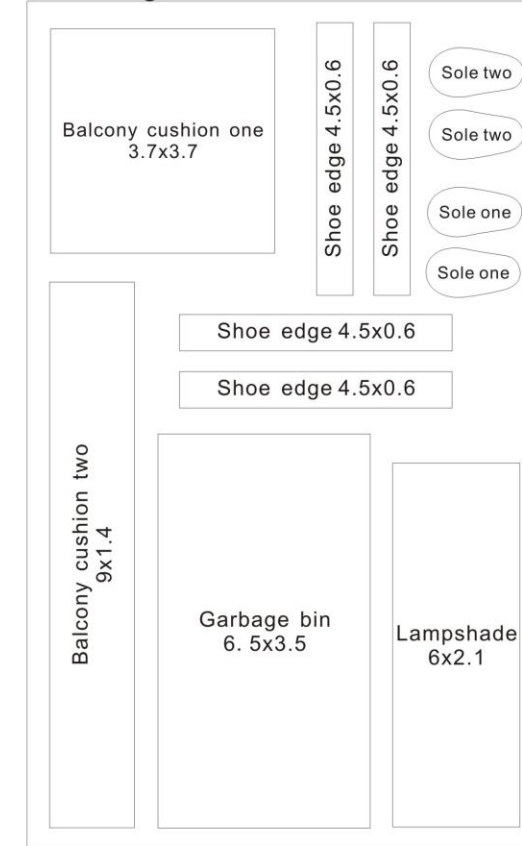 Balcony cushion one
3.7x3.7
Shoe edge 4.5x0.6
Shoe edge 4.5x0.6
Sole two
Sole two
Sole one
Sole one
Shoe edge 4.5x0.6
Shoe edge 4.5x0.6
Balcony cushion two
9x1.4
Garbage bin
6. 5x3.5
Lampshade
6x2.1